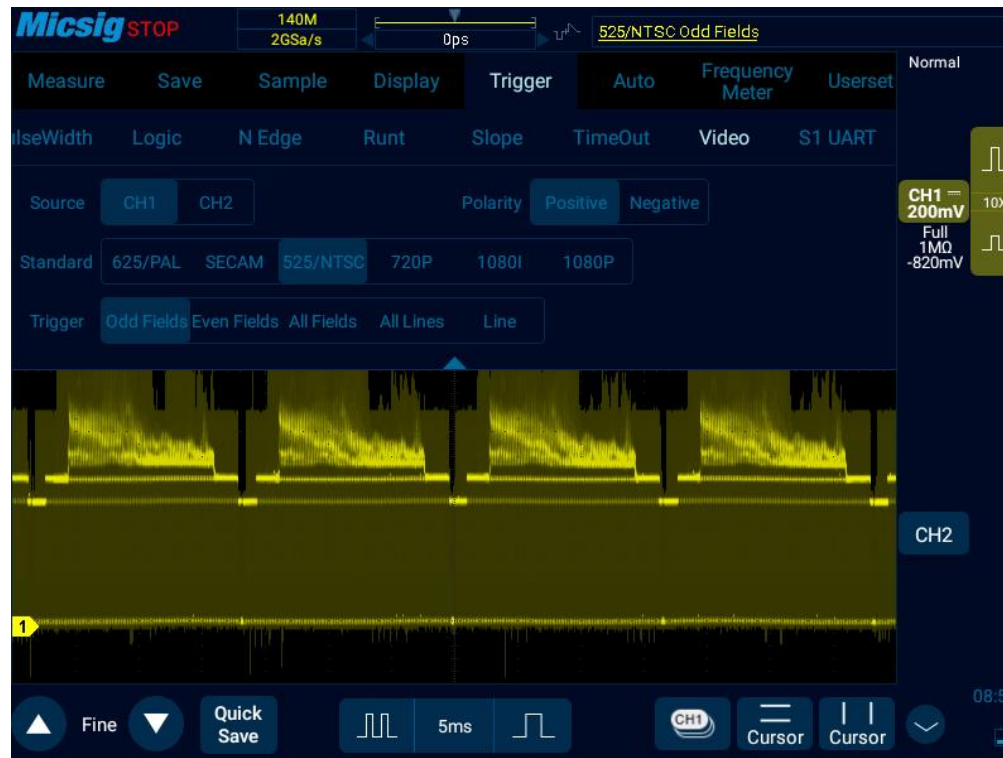 Micsig STOP
140M
2GSa/s
0ps
525/NTSC Odd Fields
Measure Save Sample Display Trigger Auto Frequency Meter Userset
Normal
ulseWidth Logic N Edge Runt Slope TimeOut Video S1 UART
Source CH1 CH2 Polarity Positive Negative
CH1
200mV
10X
Full
1MΩ
-820mV
Standard 625/PAL SECAM 525/NTSC 720P 1080I 1080P
Trigger Odd Fields Even Fields All Fields All Lines Line
CH2
1
Fine
Quick
Save
5ms
CH1
Cursor
Cursor